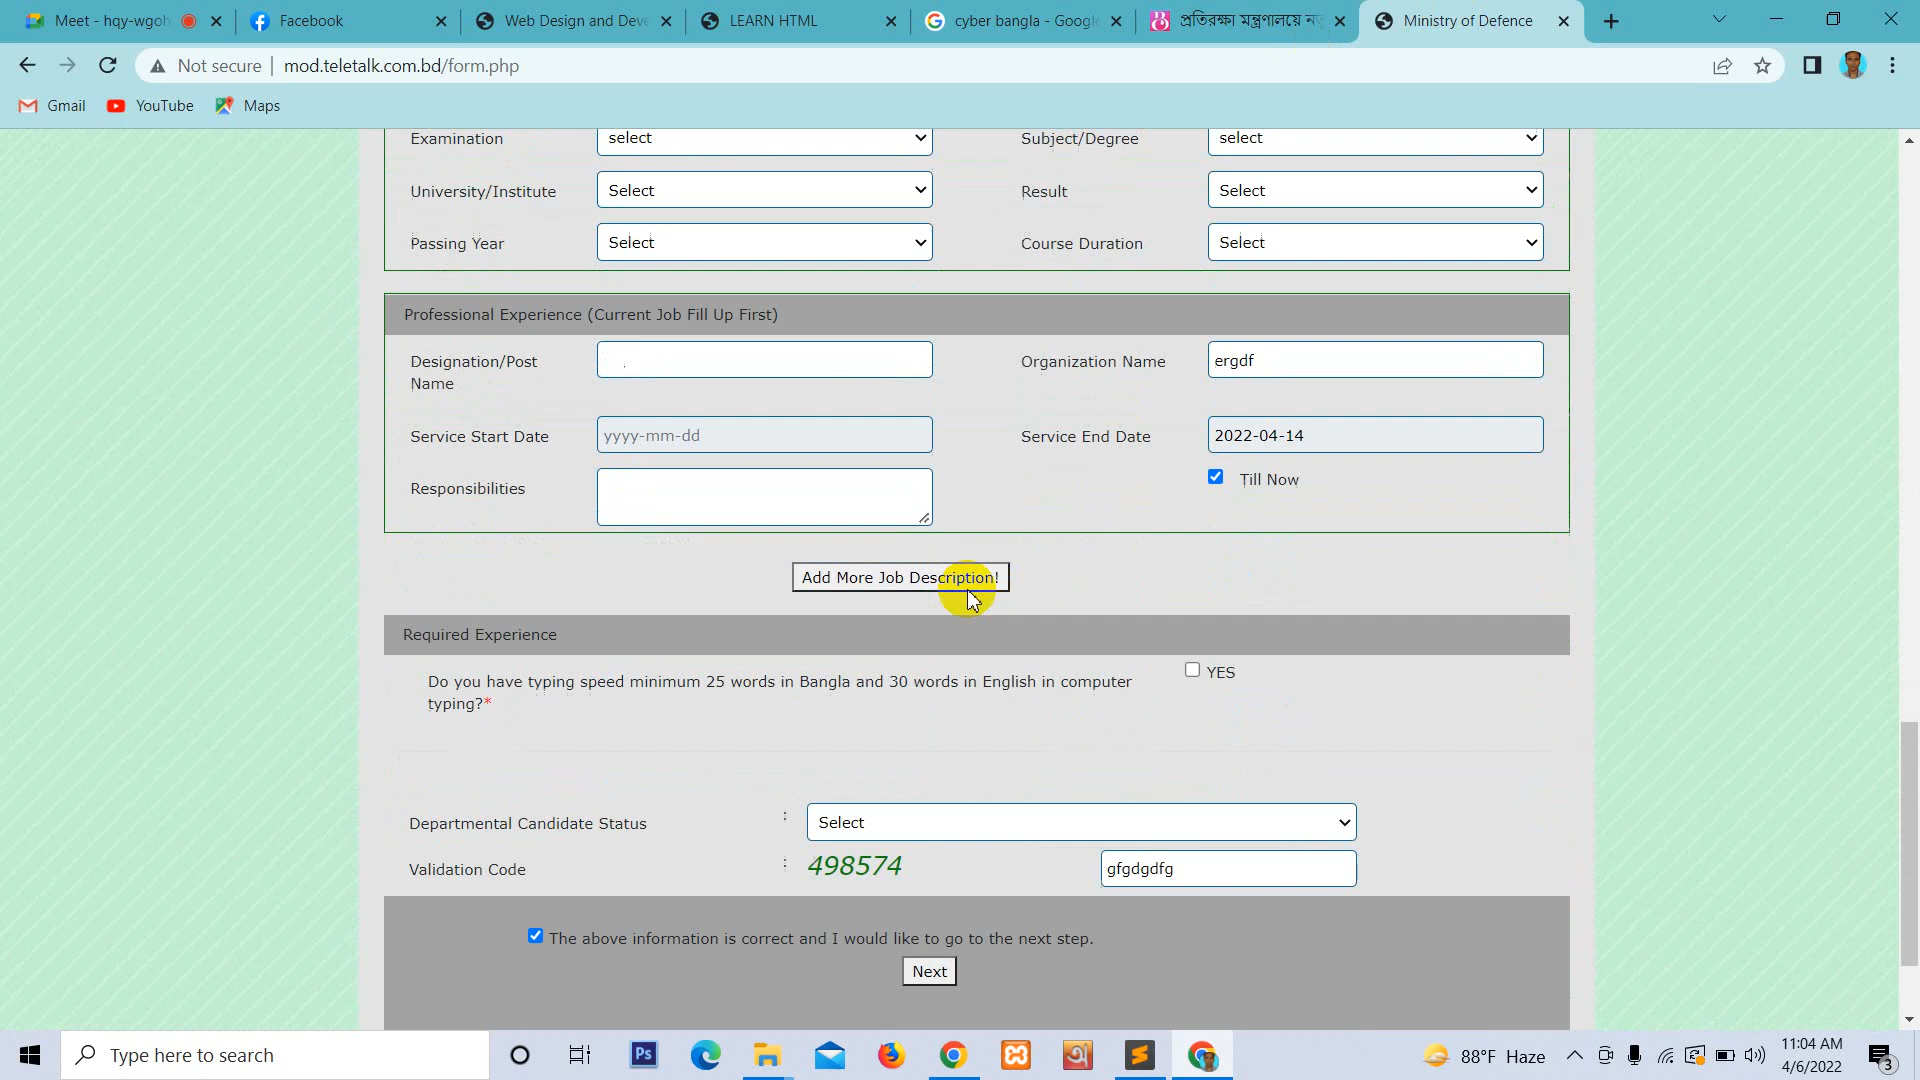 Meet - hqy-wgoh
Facebook
Web Design and Deve
LEARN HTML
cyber bangla - Google
প্রতিরক্ষা মন্ত্রণালয়ে নতু
Ministry of Defence
Not secure
mod.teletalk.com.bd/form.php
Gmail
YouTube
Maps
Examination
select
Subject/Degree
select
University/Institute
Select
Result
Select
Passing Year
Select
Course Duration
Select
Professional Experience (Current Job Fill Up First)
Designation/Post
Name
Organization Name
ergdf
Service Start Date
yyyy-mm-dd
Service End Date
2022-04-14
Responsibilities
Till Now
Add More Job Description!
Required Experience
Do you have typing speed minimum 25 words in Bangla and 30 words in English in computer
typing?*
YES
Departmental Candidate Status
:
Select
Validation Code
:
498574
gfgdgdfg
The above information is correct and I would like to go to the next step.
Next
Type here to search
Ps
88°F Haze
11:04 AM
4/6/2022
3